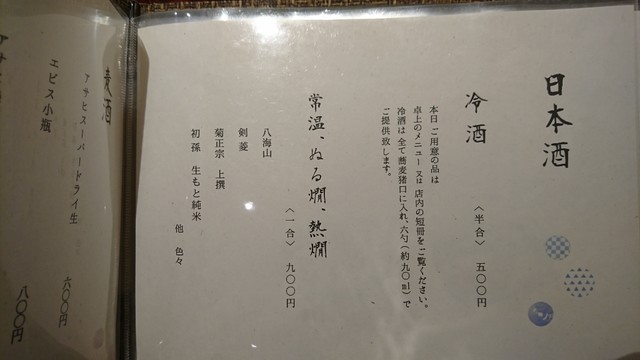 日本酒
冷酒
〈半合〉 五〇〇円
本日ご用意の品は
卓上のメニュー又は店内の短冊をご覧ください。
冷酒は全て蕎麦猪口に入れ、六勺(約九〇ml)で
ご提供致します。
常温、ぬる燗、熱燗
〈一合〉 九〇〇円
八海山
剣菱
菊正宗 上撰
初孫 生もと純米
他 色々
麦酒
アサヒスーパードライ生
六〇〇円
エビス小瓶
八〇〇円